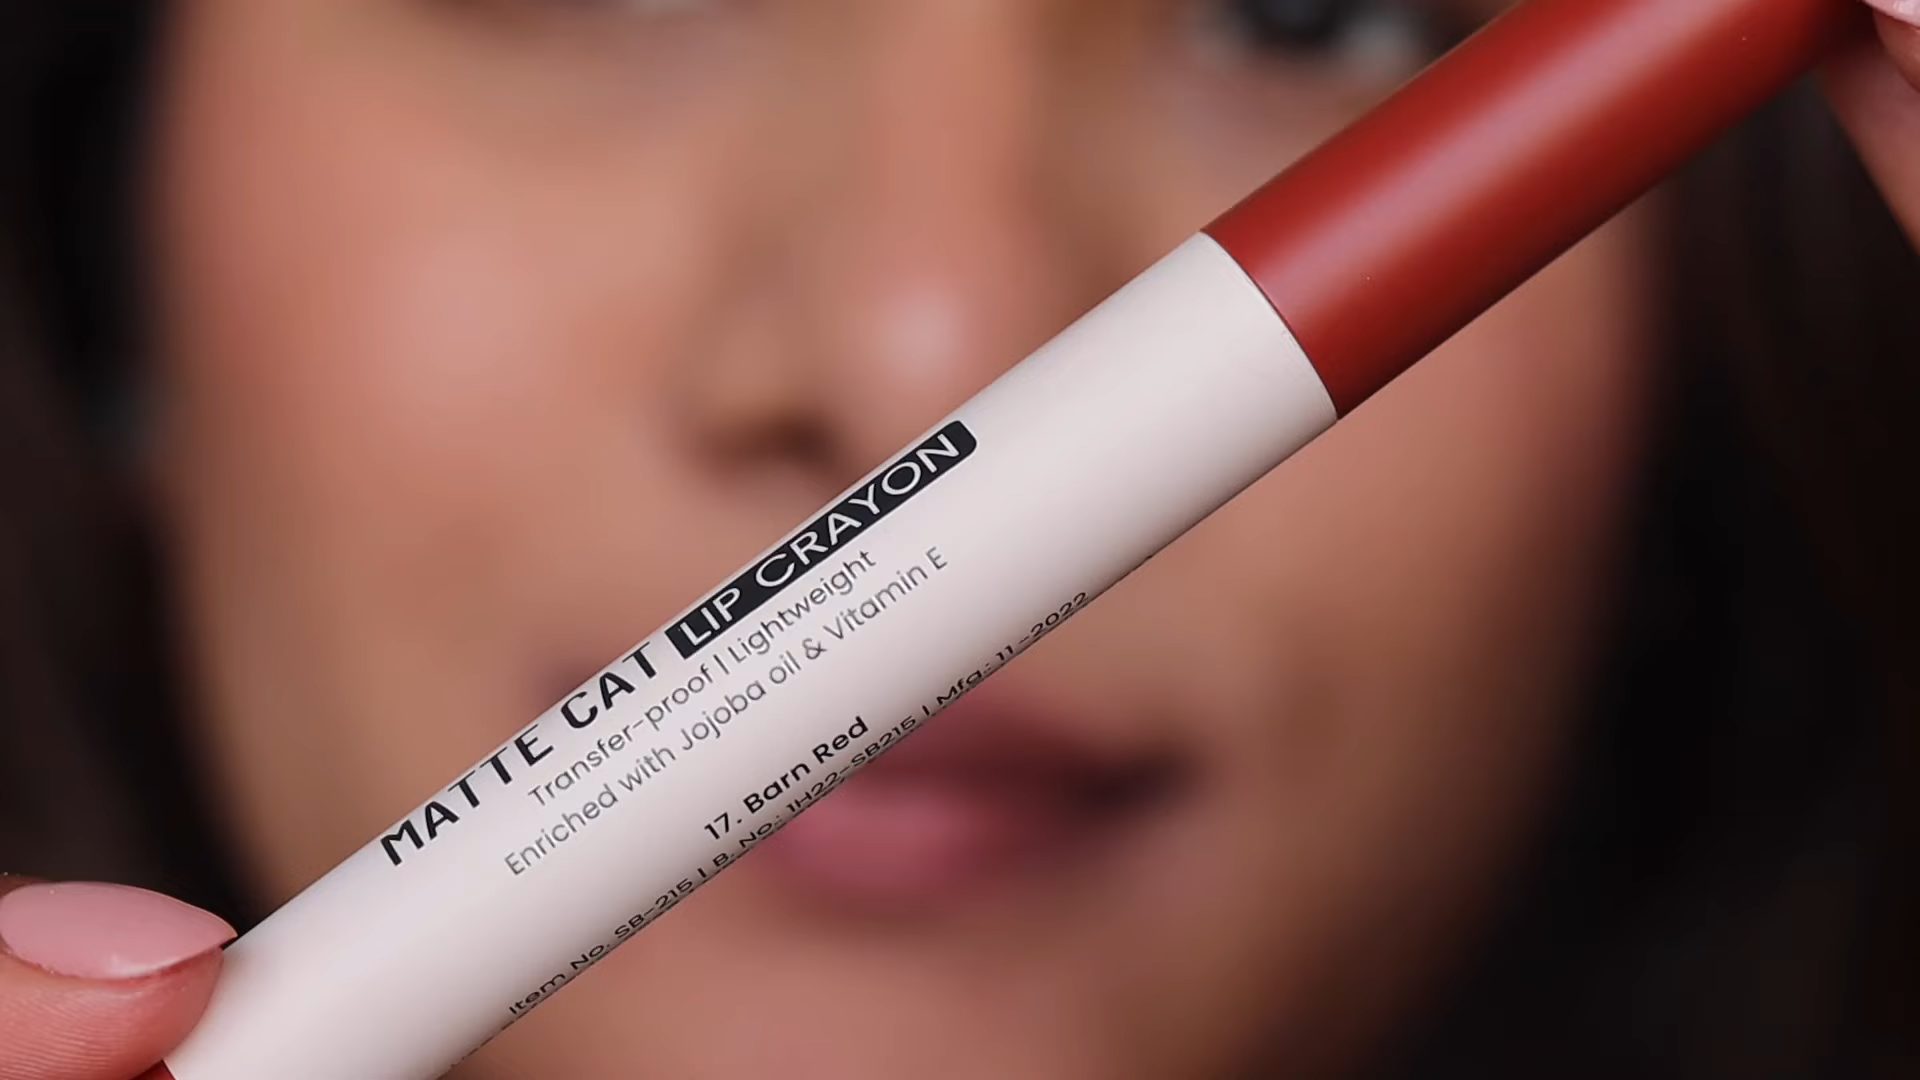 MATTE CAT LIP CRAYON
Transfer-proof | Lightweight
Enriched with Jojoba oil & Vitamin E
17. Barn Red
Item No. SB-215 | B. No.: 1H22-SB215 | Mfg.: 11-2022